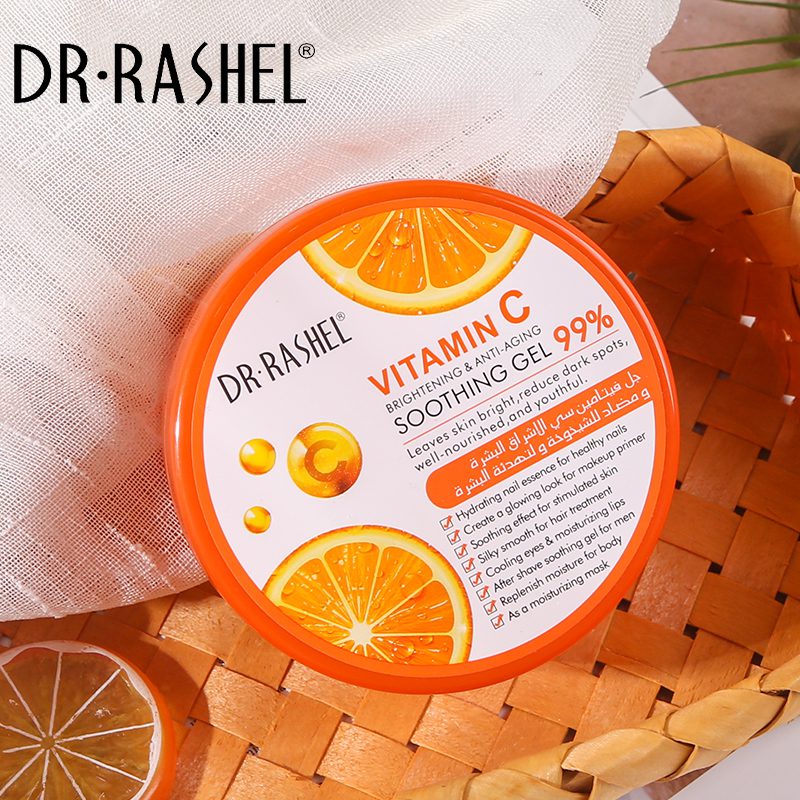 DR·RASHEL®
DR·RASHEL®
VITAMIN C
BRIGHTENING & ANTI-AGING
SOOTHING GEL 99%
Leaves skin bright,reduce dark spots,
well-nourished,and youthful.
جل فيتامين سي الاشراق البشرة
و مضاد للشيخوخة و لتهدئة البشرة
Hydrating nail essence for healthy nails
Create a glowing look for makeup primer
Soothing effect for stimulated skin
Silky smooth for hair treatment
Cooling eyes & moisturizing lips
After shave soothing gel for men
Replenish moisture for body
As a moisturizing mask
C